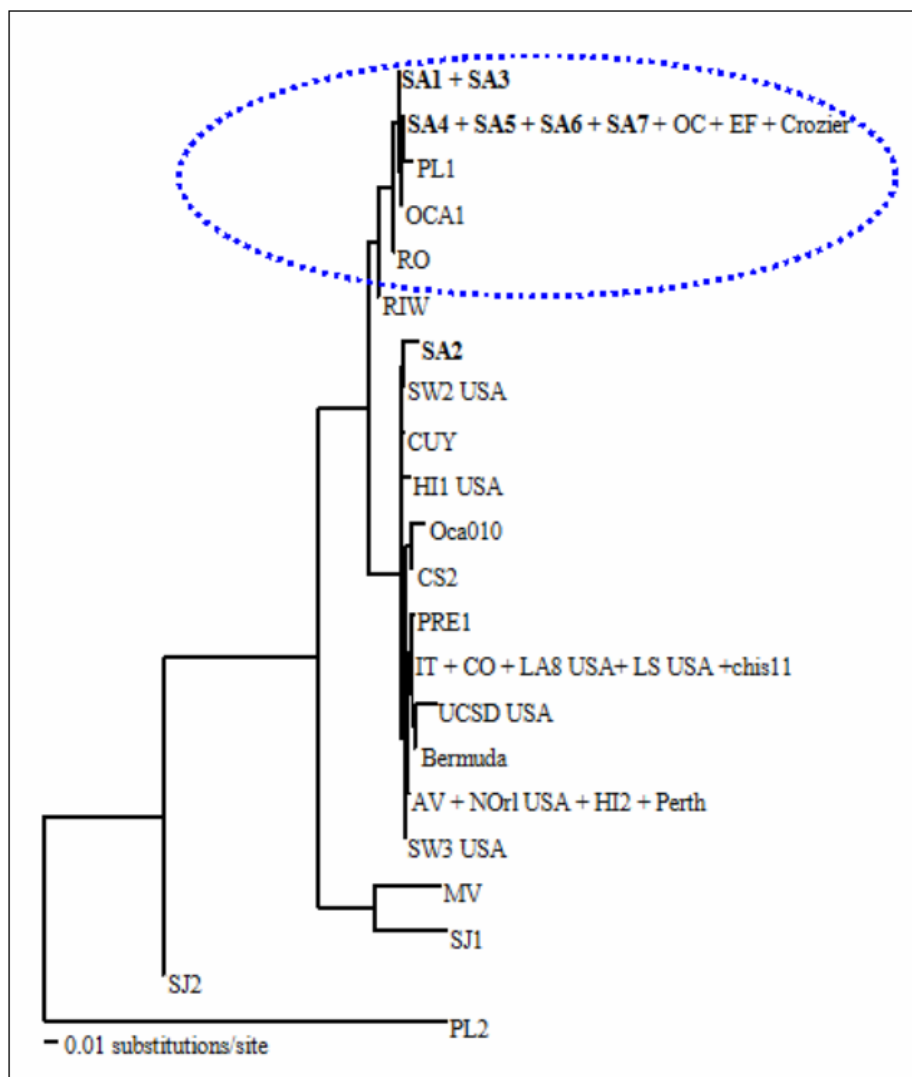 SA1 + SA3
SA4 + SA5 + SA6 + SA7 + OC + EF + Crozier
PL1
OCA1
RO
RIW
SA2
SW2 USA
CUY
HI1 USA
Oca010
CS2
PRE1
IT + CO + LA8 USA+ LS USA +chis11
UCSD USA
Bermuda
AV + NOrl USA + HI2 + Perth
SW3 USA
MV
SJ1
SJ2
PL2
0.01 substitutions/site